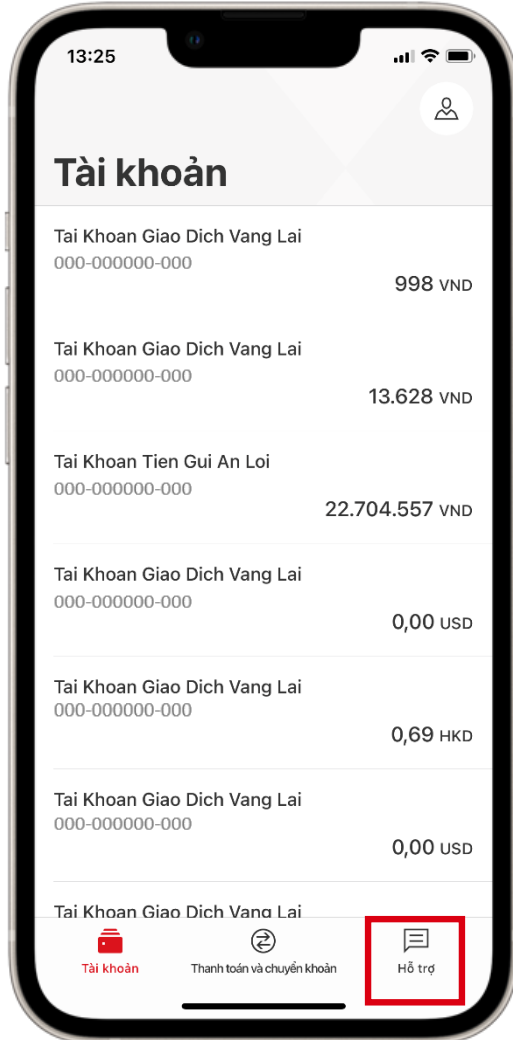 13:25
Tài khoản
Tai Khoan Giao Dich Vang Lai
000-000000-000
998 VND
Tai Khoan Giao Dich Vang Lai
000-000000-000
13.628 VND
Tai Khoan Tien Gui An Loi
000-000000-000
22.704.557 VND
Tai Khoan Giao Dich Vang Lai
000-000000-000
0,00 USD
Tai Khoan Giao Dich Vang Lai
000-000000-000
0,69 HKD
Tai Khoan Giao Dich Vang Lai
000-000000-000
0,00 USD
Tai Khoan Giao Dich Vang Lai
Tài khoản
Thanh toán và chuyển khoản
Hỗ trợ